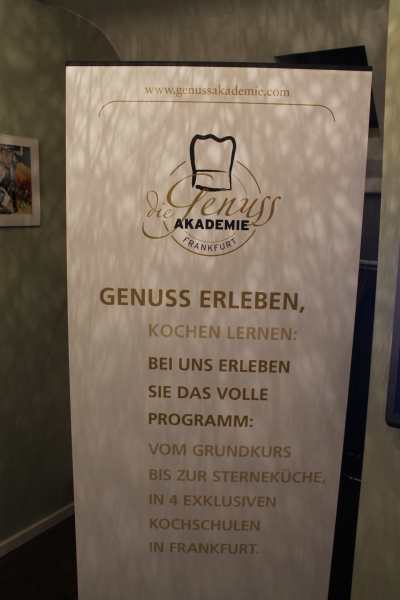 www.genussakademie.com
die Genuss
AKADEMIE
FRANKFURT
GENUSS ERLEBEN,
KOCHEN LERNEN:
BEI UNS ERLEBEN
SIE DAS VOLLE
PROGRAMM:
VOM GRUNDKURS
BIS ZUR STERNEKÜCHE,
IN 4 EXKLUSIVEN
KOCHSCHULEN
IN FRANKFURT.